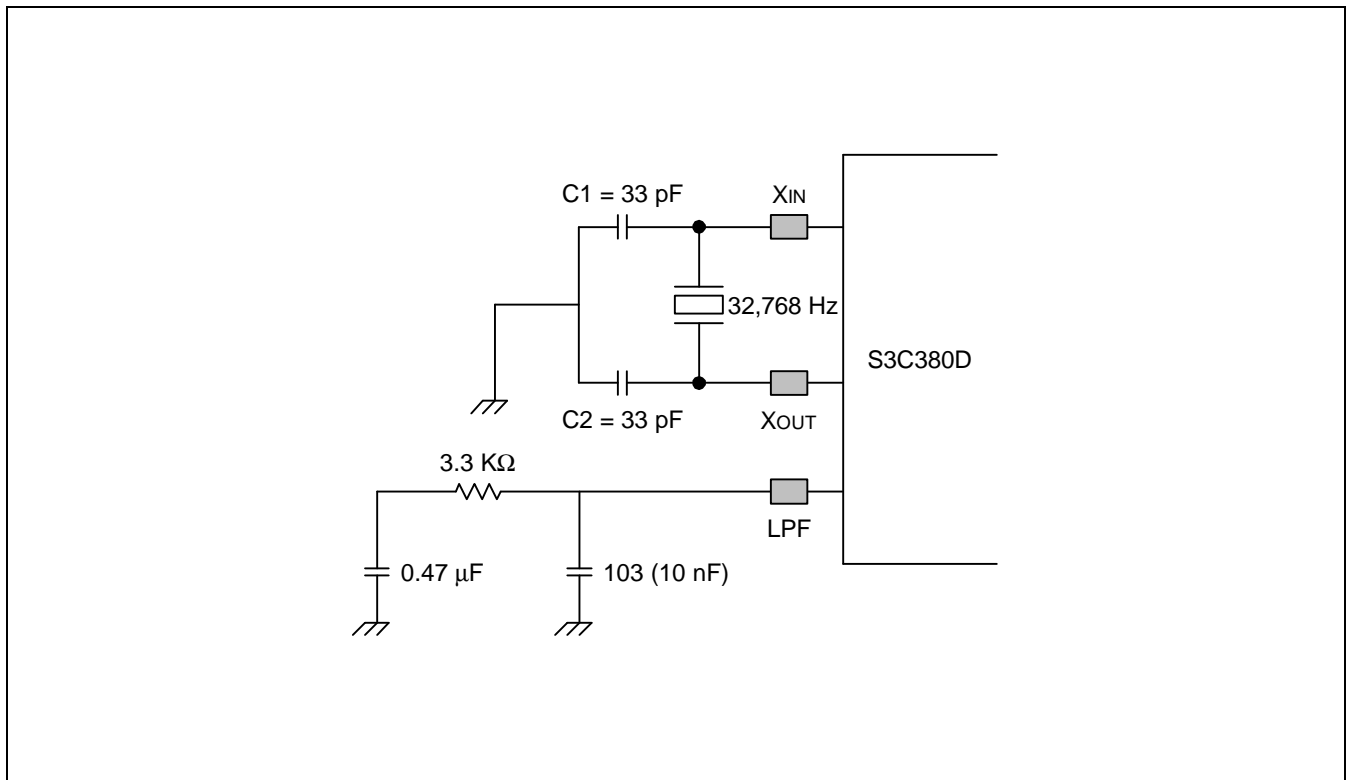 C1 = 33 pF
XIN
32,768 Hz
S3C380D
C2 = 33 pF
XOUT
3.3 KΩ
LPF
0.47 µF
103 (10 nF)